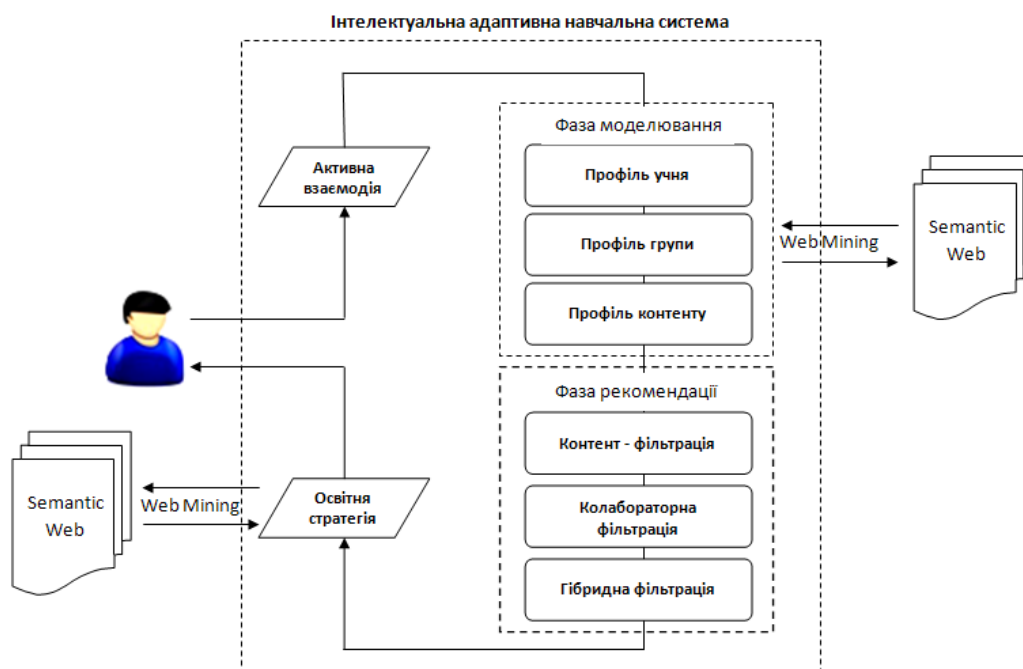 Інтелектуальна адаптивна навчальна система
Фаза моделювання
Активна
взаємодія
Профіль учня
Профіль групи
Профіль контенту
Web Mining
Semantic
Web
Фаза рекомендації
Контент - фільтрація
Колабораторна
фільтрація
Гібридна фільтрація
Освітня
стратегія
Web Mining
Semantic
Web